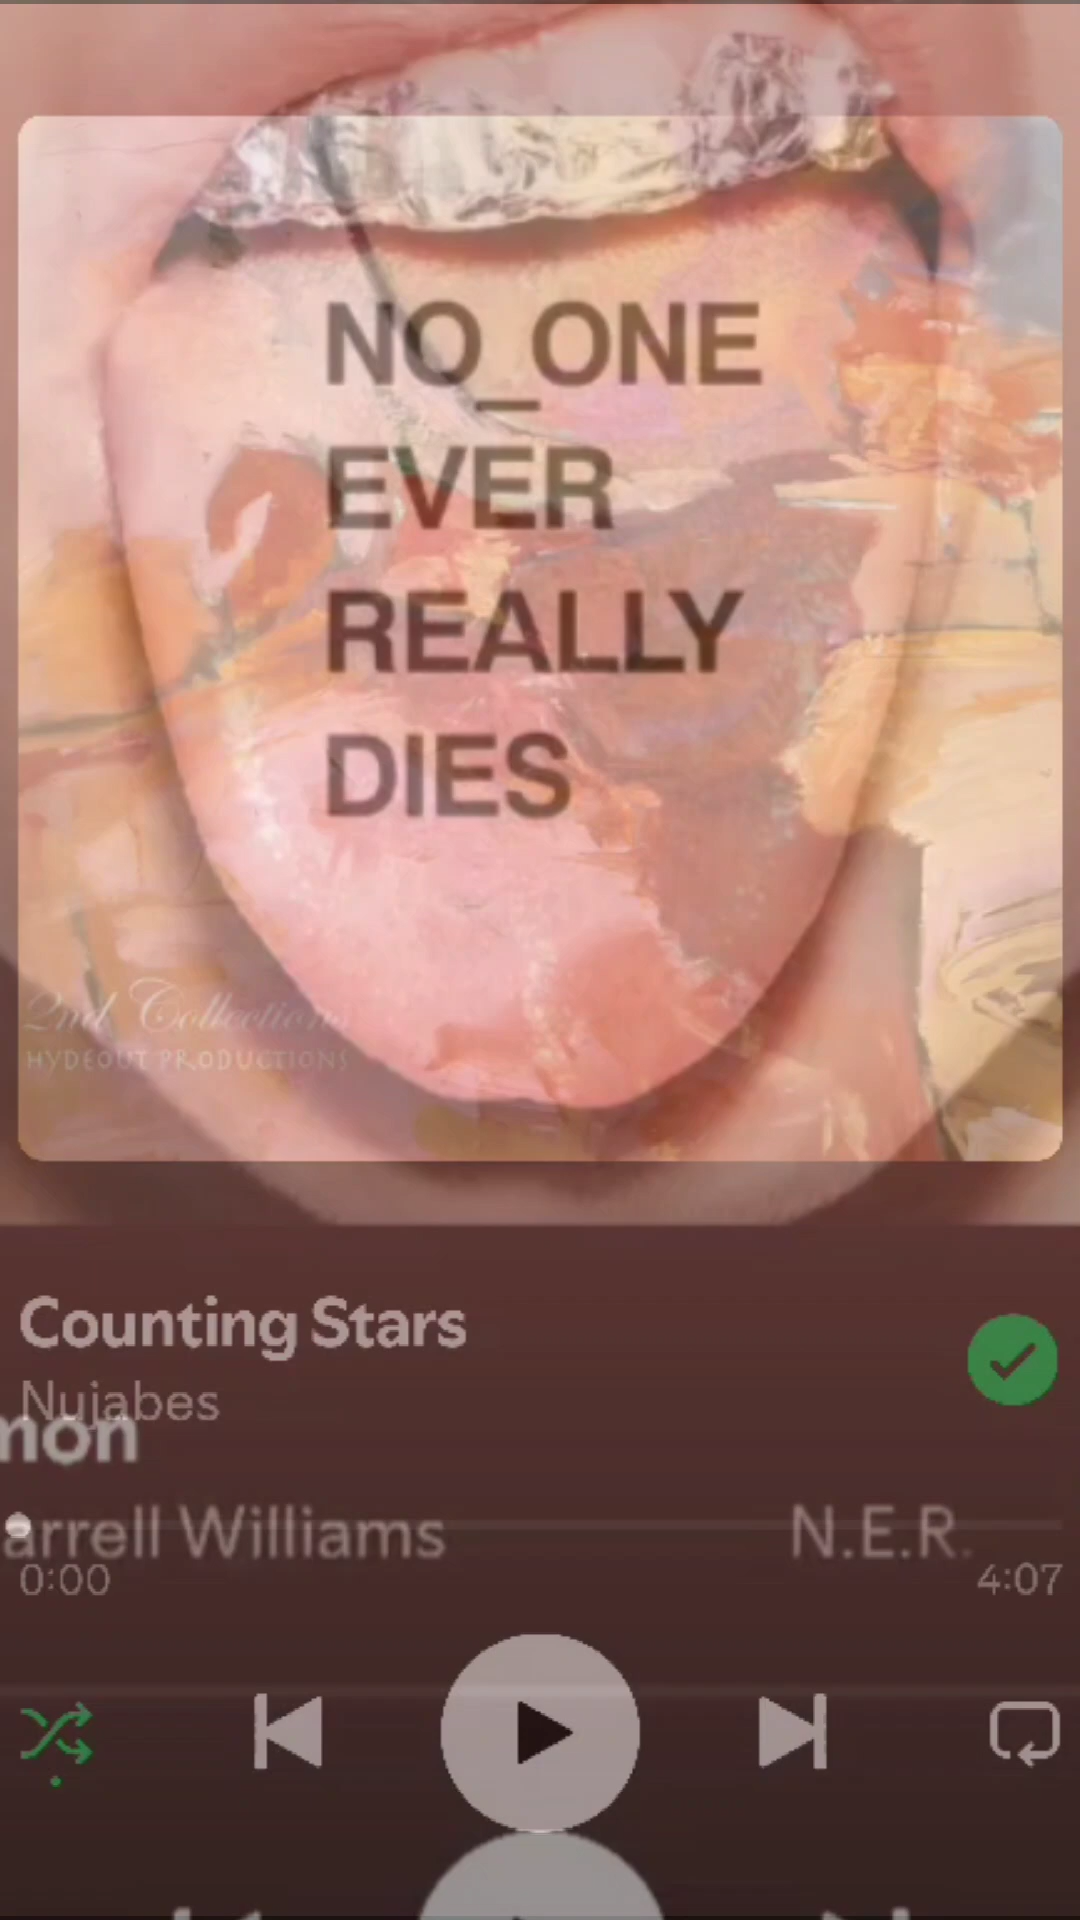 NO_ONE
EVER
REALLY
DIES
2nd Collection
HYDEOUT PRODUCTIONS
Counting Stars
Nujabes
mon
arrell Williams N.E.R.
0:00 4:07